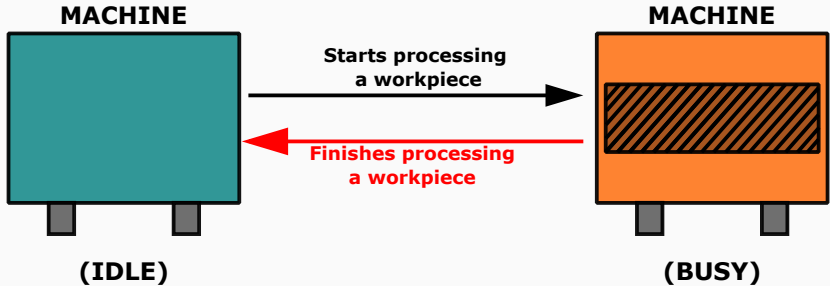 MACHINE
MACHINE
Starts processing
a workpiece
Finishes processing
a workpiece
(IDLE)
(BUSY)